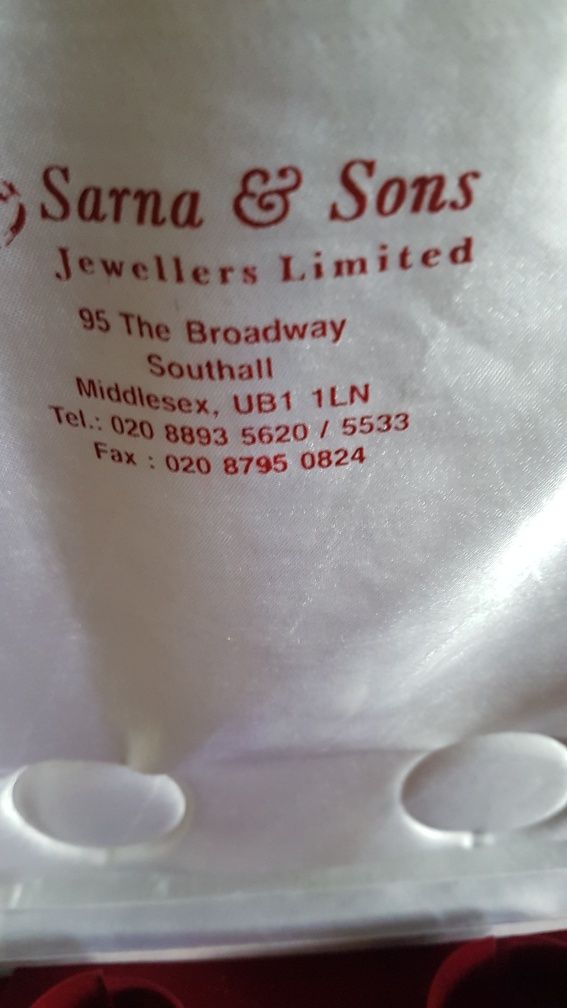 Sarna & Sons
Jewellers Limited
95 The Broadway
Southall
Middlesex, UB1 1LN
Tel.: 020 8893 5620 / 5533
Fax : 020 8795 0824